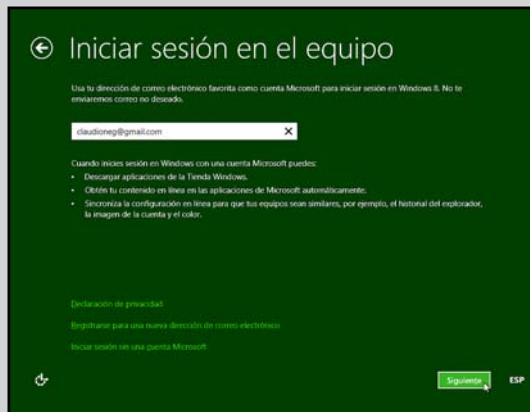 Iniciar sesión en el equipo
Usa tu dirección de correo electrónico favorita como cuenta Microsoft para iniciar sesión en Windows 8. No te
enviaremos correo no deseado.
claudioneg@gmail.com
Cuando inicies sesión en Windows con una cuenta Microsoft puedes:
• Descargar aplicaciones de la Tienda Windows.
• Obtén tu contenido en línea en las aplicaciones de Microsoft automáticamente.
• Sincroniza la configuración en línea para que tus equipos sean similares, por ejemplo, el historial del explorador,
la imagen de la cuenta y el color.
Declaración de privacidad
Registrarse para una nueva dirección de correo electrónico
Iniciar sesión sin una cuenta Microsoft
Siguiente
ESP